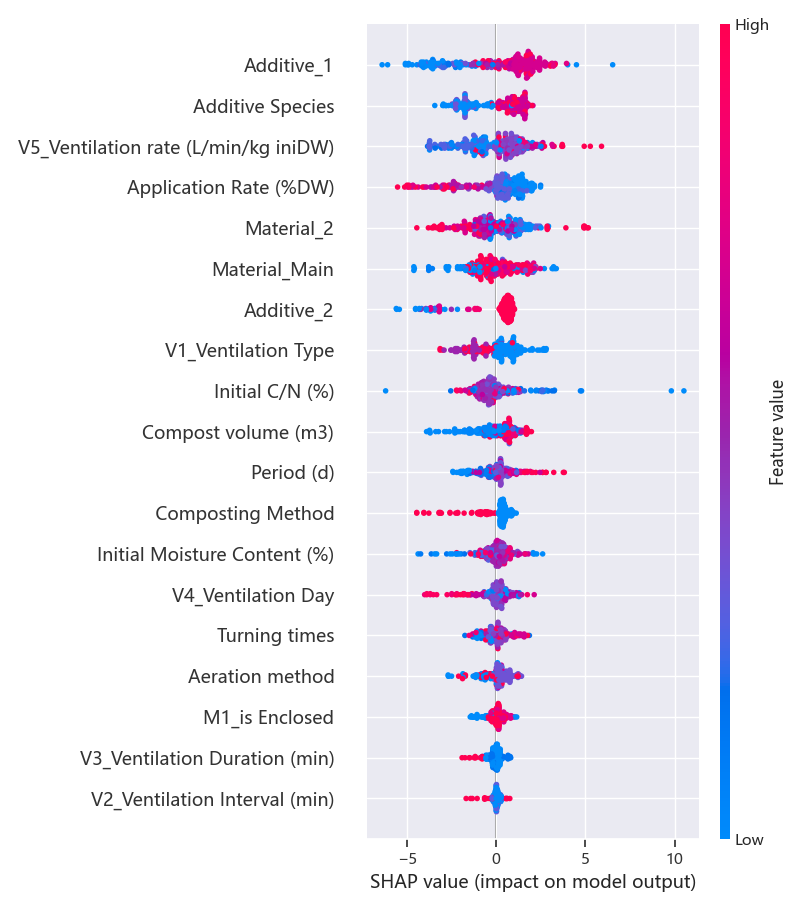 High
Additive_1
Additive Species
V5_Ventilation rate (L/min/kg iniDW)
Application Rate (%DW)
Material_2
Material_Main
Additive_2
V1_Ventilation Type
Initial C/N (%)
Compost volume (m3)
Period (d)
Composting Method
Initial Moisture Content (%)
V4_Ventilation Day
Turning times
Aeration method
M1_is Enclosed
V3_Ventilation Duration (min)
V2_Ventilation Interval (min)
Feature value
Low
−5 0 5 10
SHAP value (impact on model output)